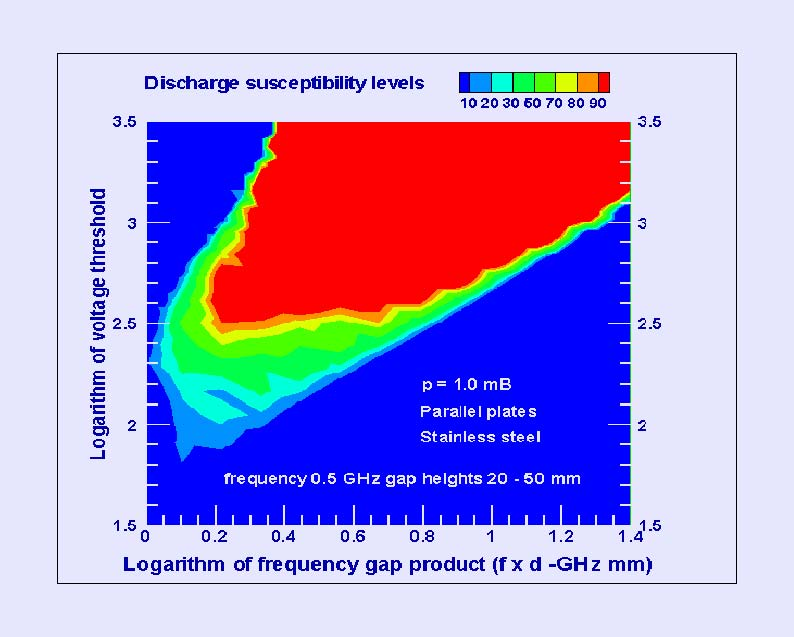 Discharge susceptibility levels
10 20 30 50 70 80 90
3.5 3.5
3 3
2.5 2.5
2 2
1.5 1.5
Logarithm of voltage threshold
p = 1.0 mB
Parallel plates
Stainless steel
frequency 0.5 GHz gap heights 20 - 50 mm
0 0.2 0.4 0.6 0.8 1 1.2 1.4
Logarithm of frequency gap product (f x d -GHz mm)